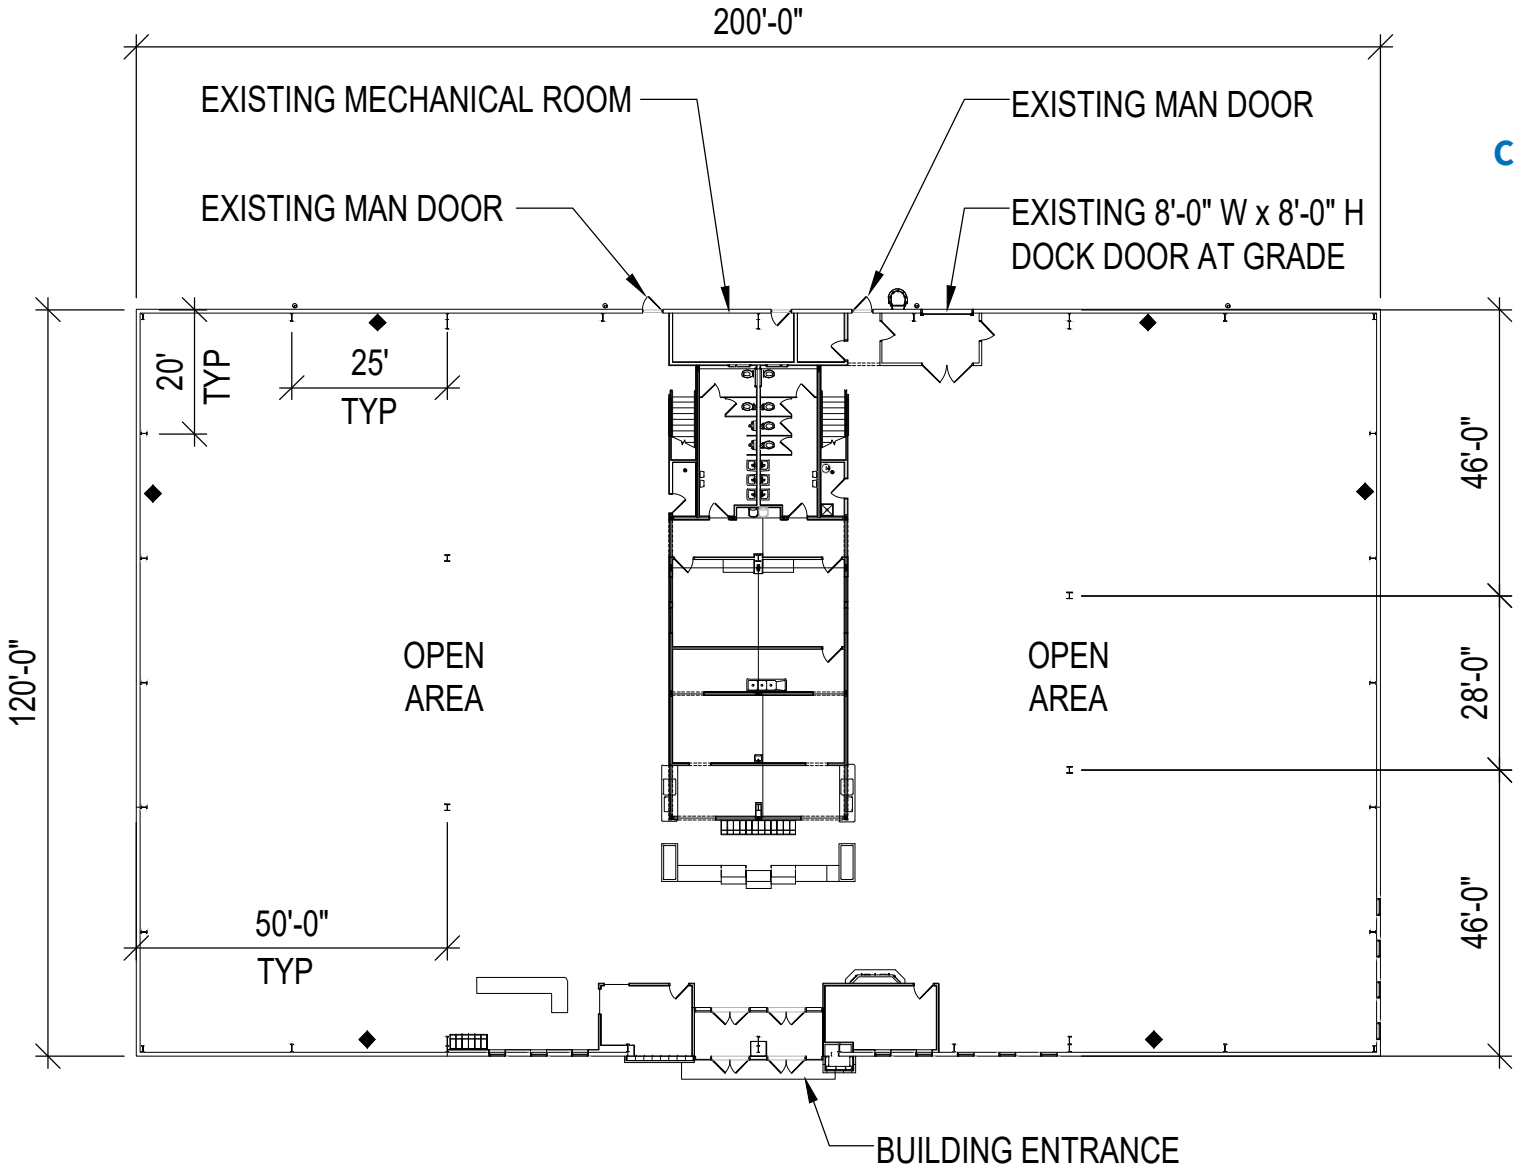 200'-0"
EXISTING MECHANICAL ROOM
EXISTING MAN DOOR
C
EXISTING MAN DOOR
EXISTING 8'-0" W x 8'-0" H
DOCK DOOR AT GRADE
20'
TYP
25'
TYP
46'-0"
OPEN
AREA
OPEN
AREA
120'-0"
28'-0"
50'-0"
TYP
46'-0"
BUILDING ENTRANCE